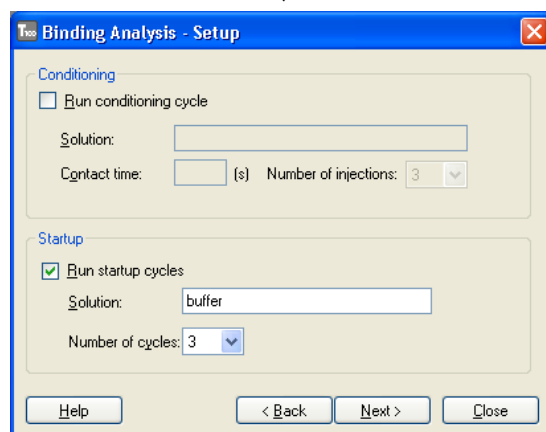 T100 Binding Analysis - Setup
Conditioning
Run conditioning cycle
Solution:
Contact time: (s) Number of injections: 3
Startup
Run startup cycles
Solution: buffer
Number of cycles: 3
Help < Back Next > Close